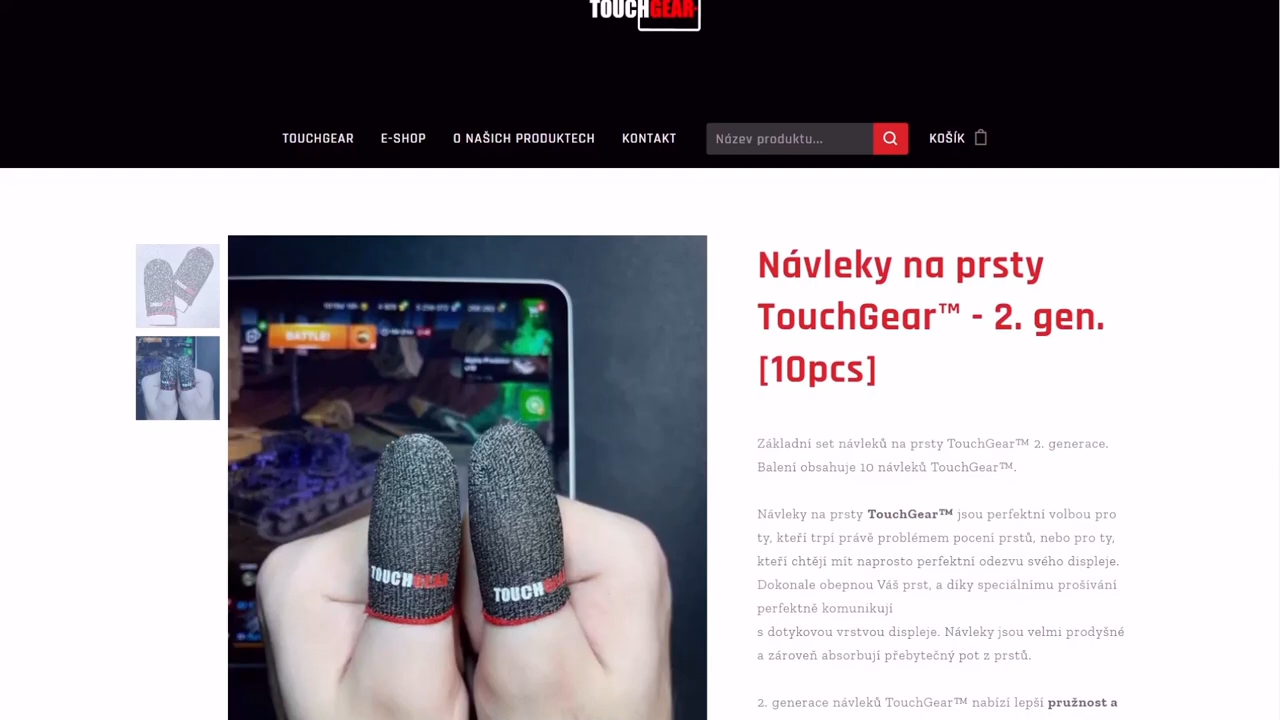 TOUCHGEAR
TOUCHGEAR
E-SHOP
O NAŠICH PRODUKTECH
KONTAKT
Název produktu...
KOŠÍK
Návleky na prsty
TouchGear™ - 2. gen.
[10pcs]
BATTLE!
TOUCHGEAR
TOUCHGEAR
Základní set návleků na prsty TouchGear™ 2. generace.
Balení obsahuje 10 návleků TouchGear™.
Návleky na prsty TouchGear™ jsou perfektní volbou pro
ty, kteří trpí právě problémem pocení prstů, nebo pro ty,
kteří chtějí mít naprosto perfektní odezvu svého displeje.
Dokonale obepnou Váš prst, a díky speciálnímu prošívání
perfektně komunikují
s dotykovou vrstvou displeje. Návleky jsou velmi prodyšné
a zároveň absorbují přebytečný pot z prstů.
2. generace návleků TouchGear™ nabízí lepší pružnost a